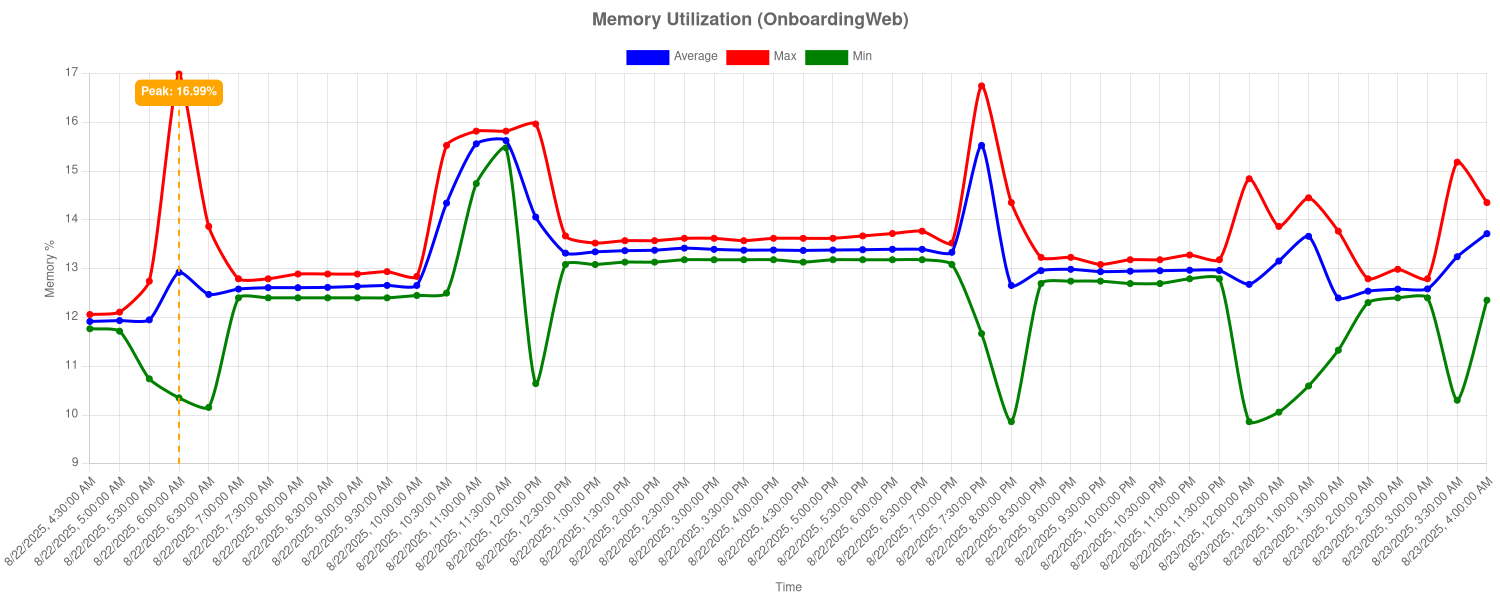 Memory Utilization (OnboardingWeb)
Average Max Min
Peak: 16.99%
17
16
15
14
13
12
11
10
9
Memory %
8/22/2025, 4:30:00 AM
8/22/2025, 5:00:00 AM
8/22/2025, 5:30:00 AM
8/22/2025, 6:00:00 AM
8/22/2025, 6:30:00 AM
8/22/2025, 7:00:00 AM
8/22/2025, 7:30:00 AM
8/22/2025, 8:00:00 AM
8/22/2025, 8:30:00 AM
8/22/2025, 9:00:00 AM
8/22/2025, 9:30:00 AM
8/22/2025, 10:00:00 AM
8/22/2025, 10:30:00 AM
8/22/2025, 11:00:00 AM
8/22/2025, 11:30:00 AM
8/22/2025, 12:00:00 PM
8/22/2025, 12:30:00 PM
8/22/2025, 1:00:00 PM
8/22/2025, 1:30:00 PM
8/22/2025, 2:00:00 PM
8/22/2025, 2:30:00 PM
8/22/2025, 3:00:00 PM
8/22/2025, 3:30:00 PM
8/22/2025, 4:00:00 PM
8/22/2025, 4:30:00 PM
8/22/2025, 5:00:00 PM
8/22/2025, 5:30:00 PM
8/22/2025, 6:00:00 PM
8/22/2025, 6:30:00 PM
8/22/2025, 7:00:00 PM
8/22/2025, 7:30:00 PM
8/22/2025, 8:00:00 PM
8/22/2025, 8:30:00 PM
8/22/2025, 9:00:00 PM
8/22/2025, 9:30:00 PM
8/22/2025, 10:00:00 PM
8/22/2025, 10:30:00 PM
8/22/2025, 11:00:00 PM
8/22/2025, 11:30:00 PM
8/23/2025, 12:00:00 AM
8/23/2025, 12:30:00 AM
8/23/2025, 1:00:00 AM
8/23/2025, 1:30:00 AM
8/23/2025, 2:00:00 AM
8/23/2025, 2:30:00 AM
8/23/2025, 3:00:00 AM
8/23/2025, 3:30:00 AM
8/23/2025, 4:00:00 AM
Time